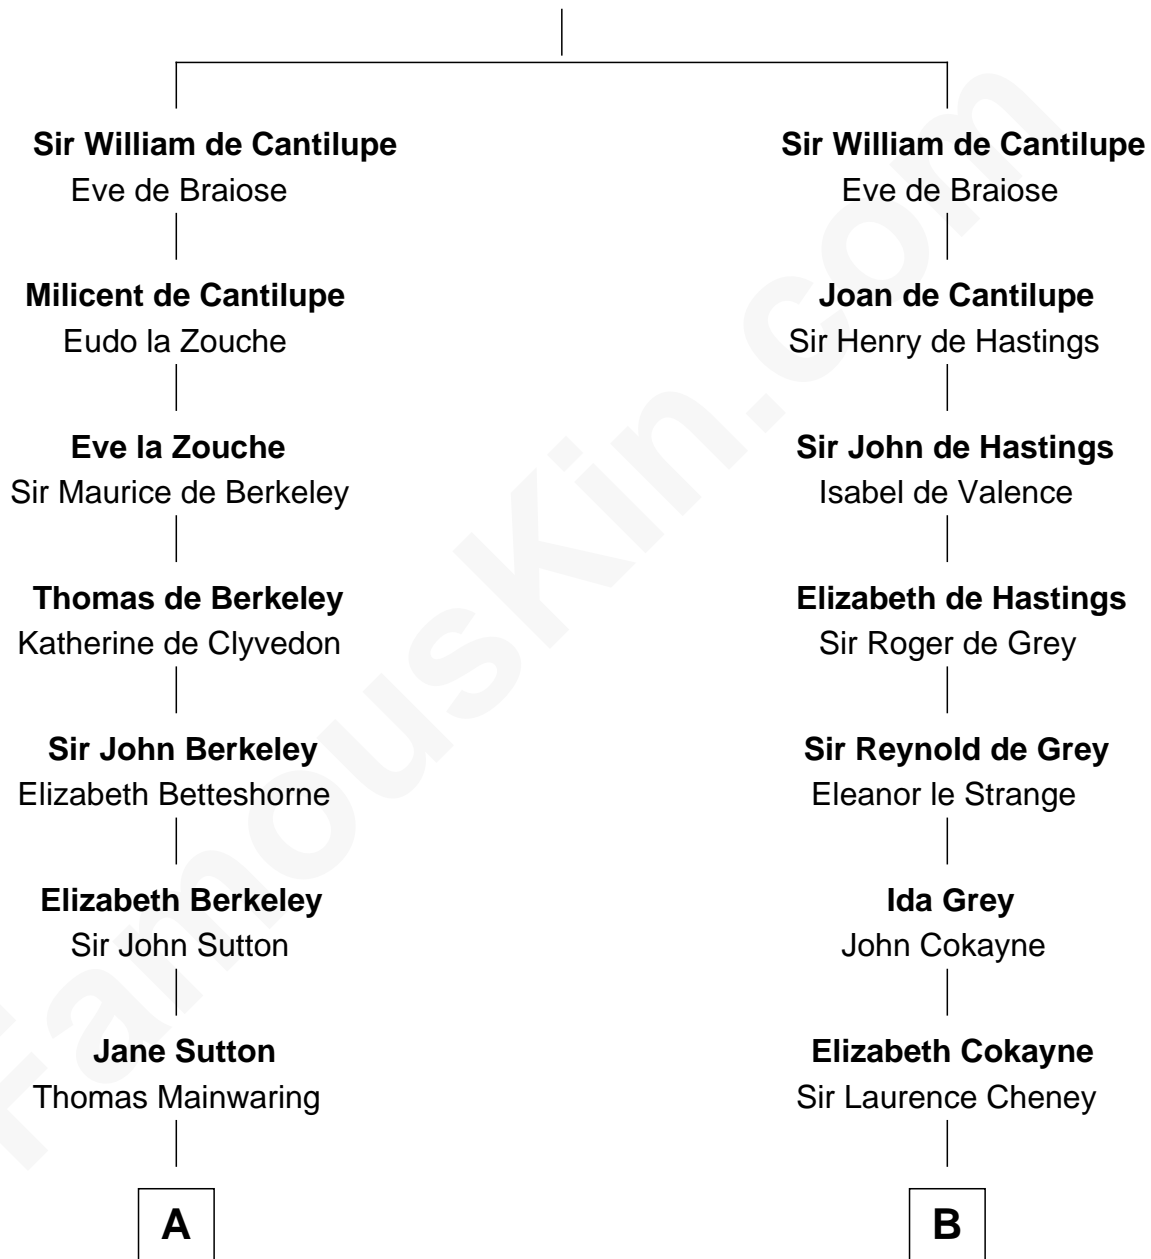 Sir William de Cantilupe
Eve de Braiose
Milicent de Cantilupe
Eudo la Zouche
Eve la Zouche
Sir Maurice de Berkeley
Thomas de Berkeley
Katherine de Clyvedon
Sir John Berkeley
Elizabeth Betteshorne
Elizabeth Berkeley
Sir John Sutton
Jane Sutton
Thomas Mainwaring
A
Sir William de Cantilupe
Eve de Braiose
Joan de Cantilupe
Sir Henry de Hastings
Sir John de Hastings
Isabel de Valence
Elizabeth de Hastings
Sir Roger de Grey
Sir Reynold de Grey
Eleanor le Strange
Ida Grey
John Cokayne
Elizabeth Cokayne
Sir Laurence Cheney
B
FamousKin.com